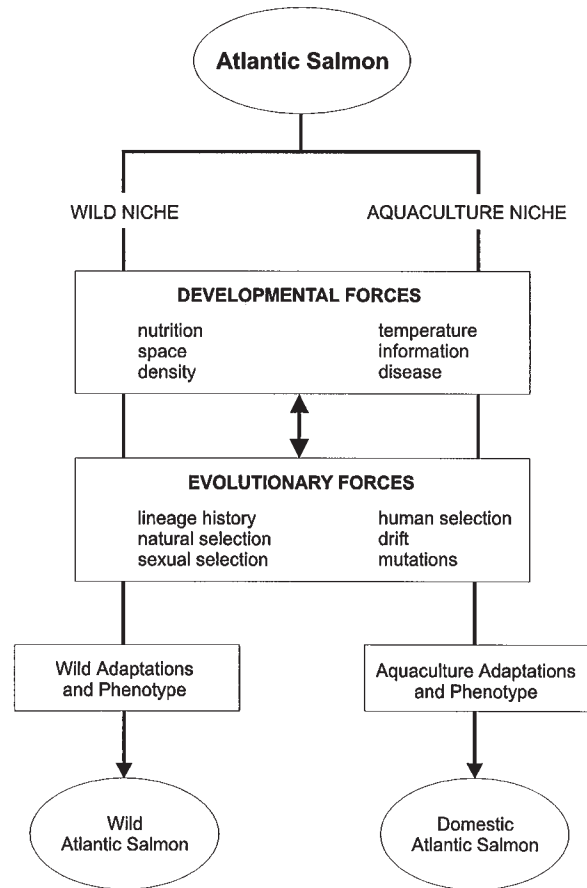 Atlantic Salmon
WILD NICHE
AQUACULTURE NICHE
DEVELOPMENTAL FORCES
nutrition
space
density
temperature
information
disease
EVOLUTIONARY FORCES
lineage history
natural selection
sexual selection
human selection
drift
mutations
Wild Adaptations
and Phenotype
Aquaculture Adaptations
and Phenotype
Wild
Atlantic Salmon
Domestic
Atlantic Salmon